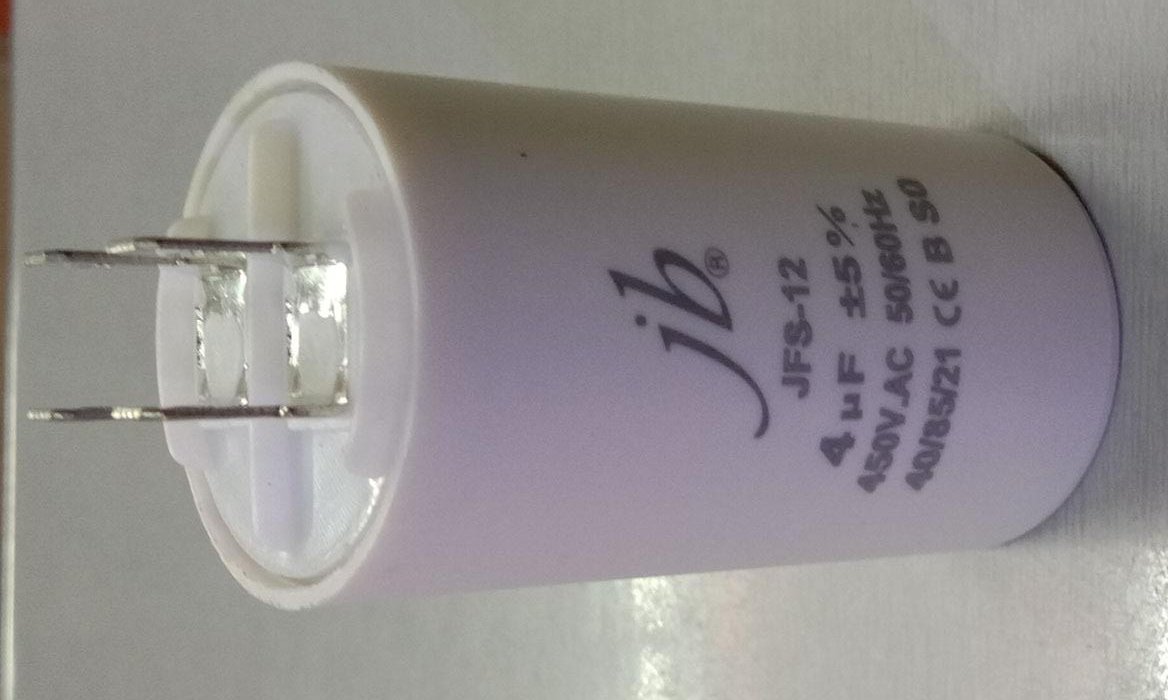 jb®
JFS-12
4 µF ±5%
450V.AC 50/60Hz
40/85/21 CE B S0